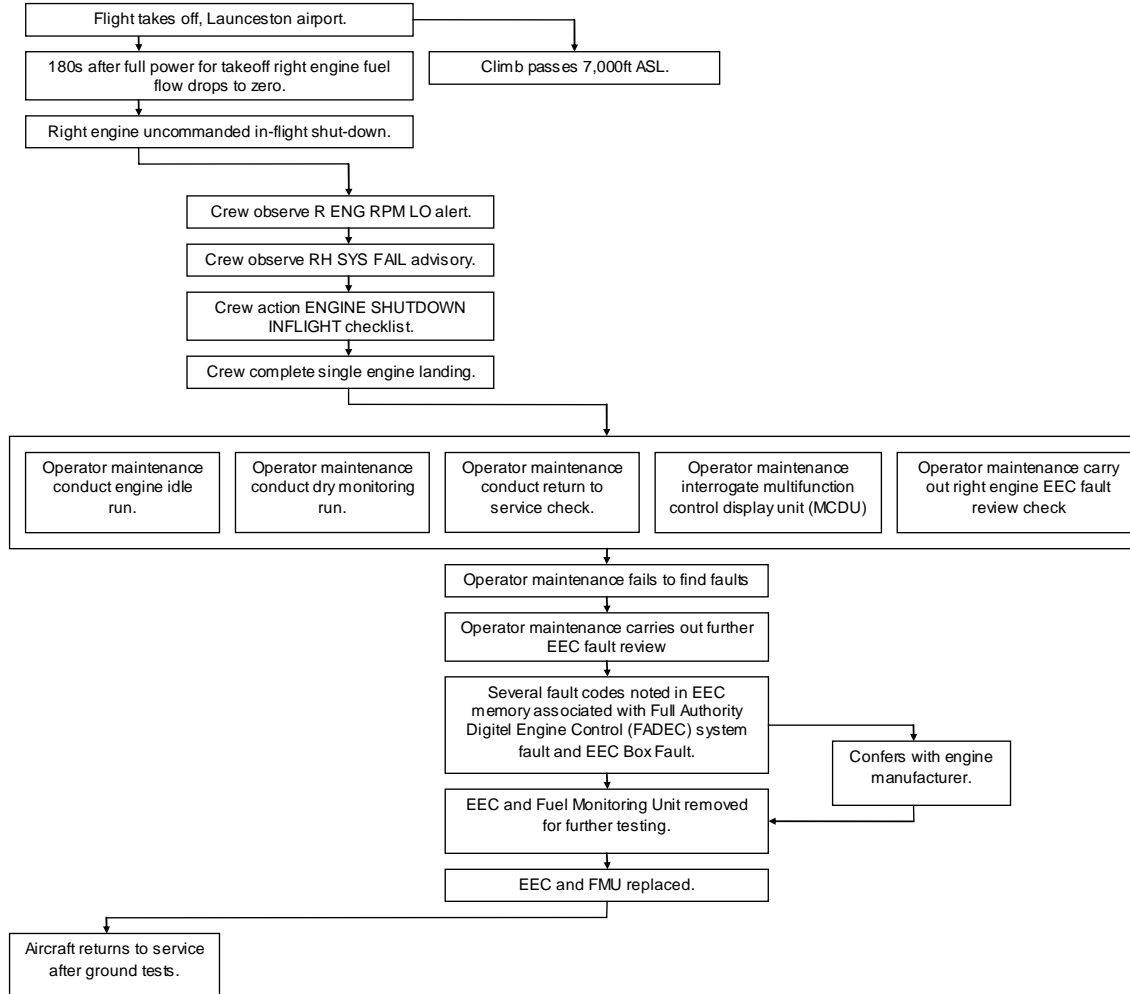 Flight takes off, Launceston airport.
180s after full power for takeoff right engine fuel
flow drops to zero.
Climb passes 7,000ft ASL.
Right engine uncommanded in-flight shut-down.
Crew observe R ENG RPM LO alert.
Crew observe RH SYS FAIL advisory.
Crew action ENGINE SHUTDOWN
INFLIGHT checklist.
Crew complete single engine landing.
Operator maintenance
conduct engine idle
run.
Operator maintenance
conduct dry monitoring
run.
Operator maintenance
conduct return to
service check.
Operator maintenance
interrogate multifunction
control display unit (MCDU)
Operator maintenance carry
out right engine EEC fault
review check
Operator maintenance fails to find faults
Operator maintenance carries out further
EEC fault review
Several fault codes noted in EEC
memory associated with Full Authority
Digitel Engine Control (FADEC) system
fault and EEC Box Fault.
Confers with engine
manufacturer.
EEC and Fuel Monitoring Unit removed
for further testing.
EEC and FMU replaced.
Aircraft returns to service
after ground tests.